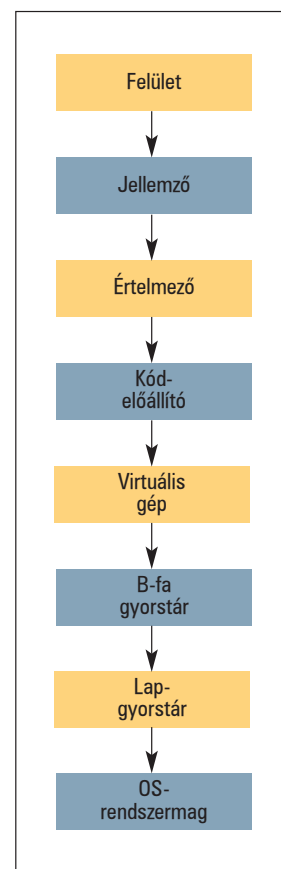 Felület
Jellemző
Értelmező
Kód-
előállító
Virtuális
gép
B-fa
gyorstár
Lap-
gyorstár
OS-
rendszermag